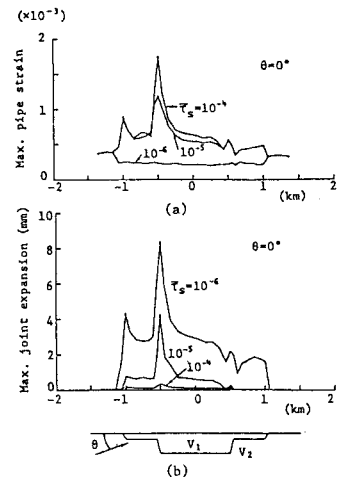 (×10⁻³)
2
1
0
Max. pipe strain
θ=0°
τ̄s=10⁻⁴
10⁻⁶
10⁻⁵
−2 −1 0 1 2
(km)
(a)
10
8
6
4
2
0
Max. joint expansion (mm)
θ=0°
τ̄s=10⁻⁶
10⁻⁵
10⁻⁴
−2 −1 0 1 2
(km)
θ V₁ V₂
(b)